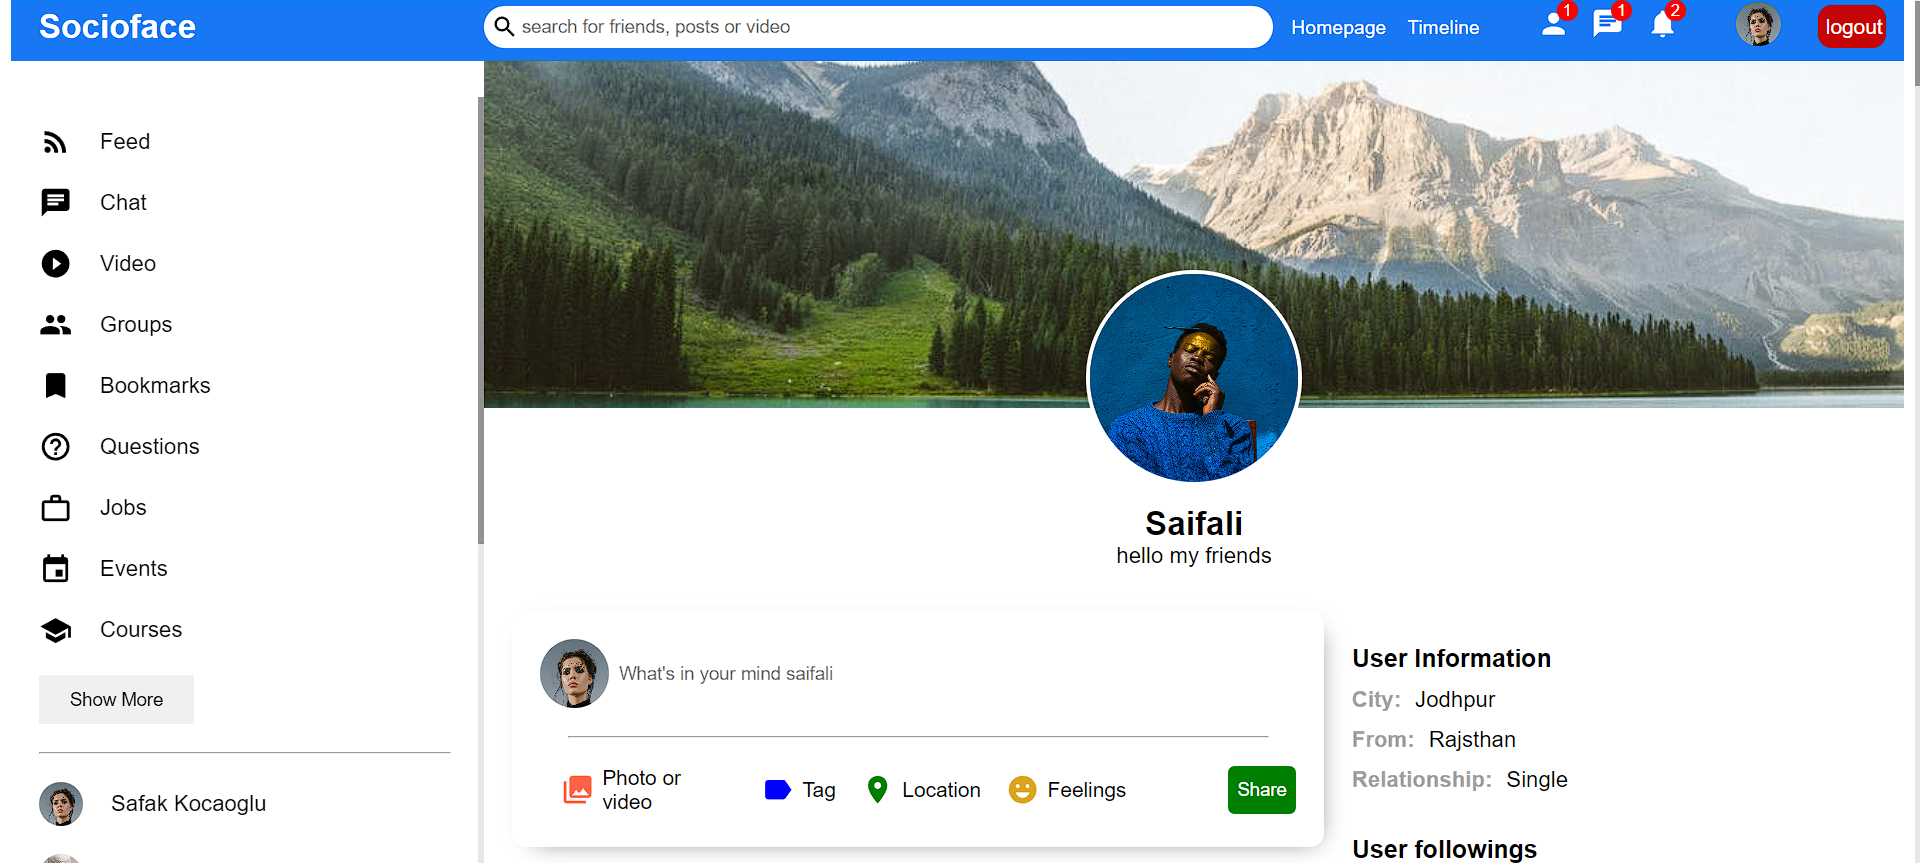 Socioface
search for friends, posts or video
Homepage
Timeline
1
1
2
logout
Feed
Chat
Video
Groups
Bookmarks
Questions
Jobs
Events
Courses
Show More
Safak Kocaoglu
Saifali
hello my friends
What's in your mind saifali
Photo or
video
Tag
Location
Feelings
Share
User Information
City: Jodhpur
From: Rajsthan
Relationship: Single
User followings